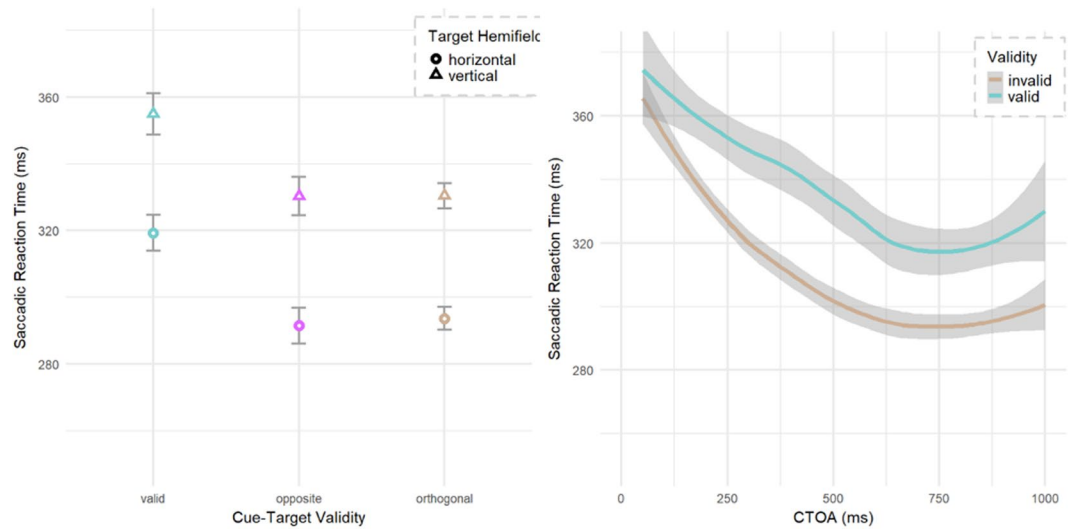 Target Hemifield
horizontal
vertical
360
320
280
Saccadic Reaction Time (ms)
valid
opposite
orthogonal
Cue-Target Validity
Validity
invalid
valid
360
320
280
Saccadic Reaction Time (ms)
0
250
500
750
1000
CTOA (ms)